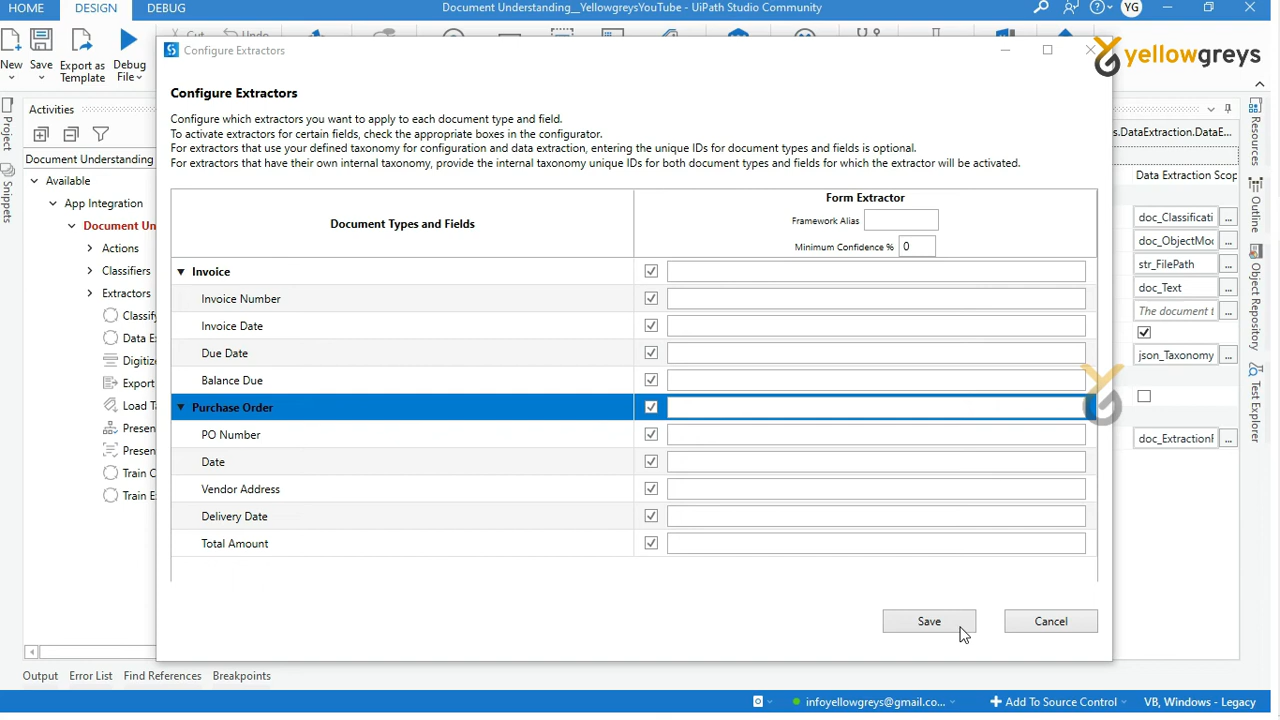 HOME DESIGN DEBUG Document Understanding__YellowgreysYouTube - UiPath Studio Community YG
New Save Export as Template Debug File
Cut Undo
yellowgreys
Configure Extractors
Configure Extractors
Configure which extractors you want to apply to each document type and field.
To activate extractors for certain fields, check the appropriate boxes in the configurator.
For extractors that use your defined taxonomy for configuration and data extraction, entering the unique IDs for document types and fields is optional.
For extractors that have their own internal taxonomy, provide the internal taxonomy unique IDs for both document types and fields for which the extractor will be activated.
Document Types and Fields
Form Extractor
Framework Alias
Minimum Confidence % 0
Invoice
Invoice Number
Invoice Date
Due Date
Balance Due
Purchase Order
PO Number
Date
Vendor Address
Delivery Date
Total Amount
Save Cancel
Project
Snippets
Activities
Document Understanding
Available
App Integration
Document Un
Actions
Classifiers
Extractors
Classify
Data Ex
Digitize
Export
Load Ta
Presen
Presen
Train C
Train E
s.DataExtraction.DataE...
Data Extraction Scop
doc_Classificati ...
doc_ObjectMo ...
str_FilePath ...
doc_Text ...
The document t ...
json_Taxonomy ...
doc_ExtractionF ...
Resources
Outline
Object Repository
Test Explorer
Output Error List Find References Breakpoints
infoyellowgreys@gmail.co... Add To Source Control VB, Windows - Legacy